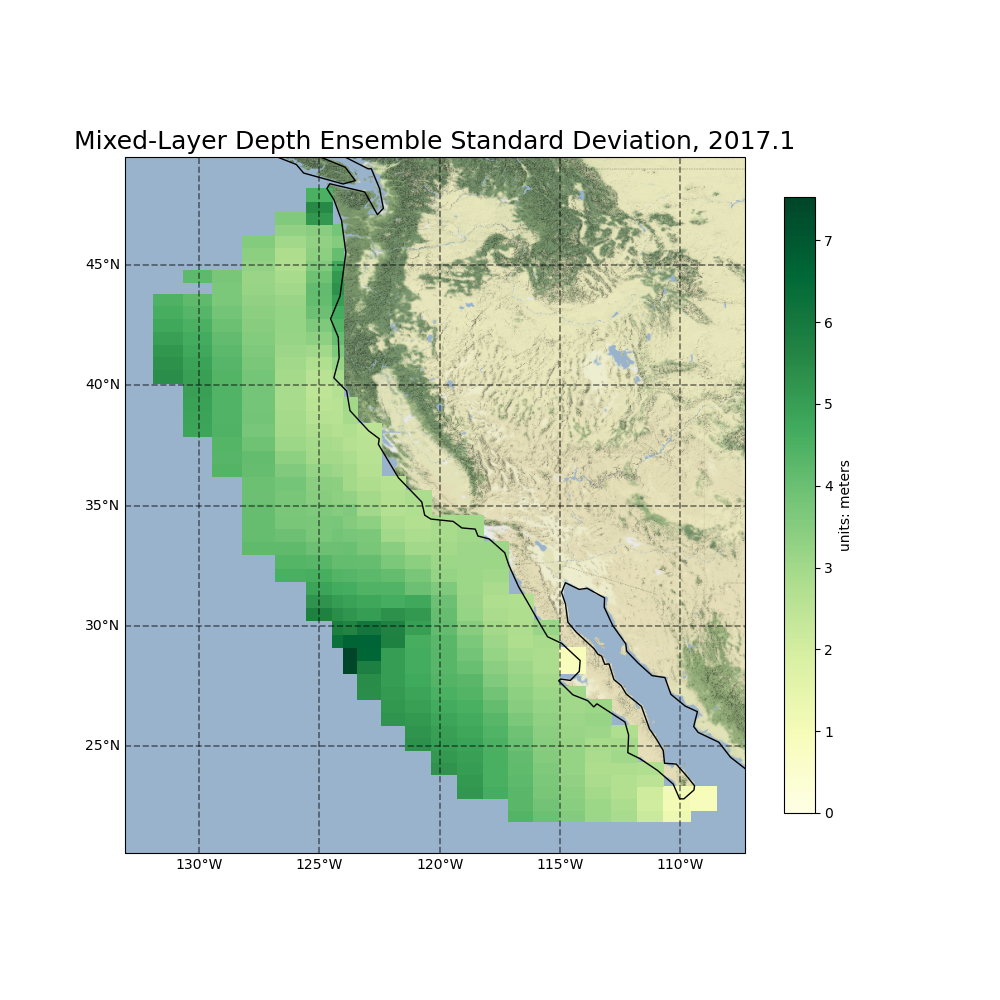 Mixed-Layer Depth Ensemble Standard Deviation, 2017.1
45°N
40°N
35°N
30°N
25°N
130°W
125°W
120°W
115°W
110°W
7
6
5
4
3
2
1
0
units: meters